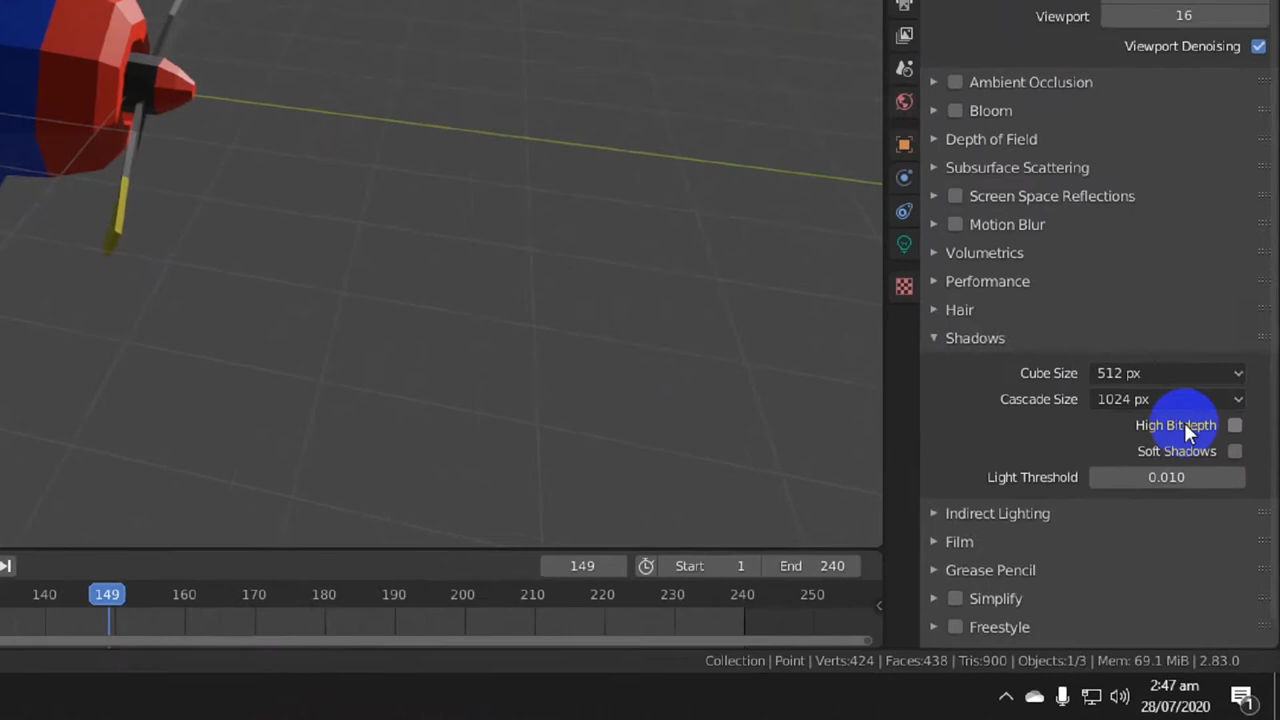 Viewport 16
Viewport Denoising
Ambient Occlusion
Bloom
Depth of Field
Subsurface Scattering
Screen Space Reflections
Motion Blur
Volumetrics
Performance
Hair
Shadows
Cube Size 512 px
Cascade Size 1024 px
High Bitdepth
Soft Shadows
Light Threshold 0.010
Indirect Lighting
Film
Grease Pencil
Simplify
Freestyle
149 Start 1 End 240
140 149 160 170 180 190 200 210 220 230 240 250
Collection | Point | Verts:424 | Faces:438 | Tris:900 | Objects:1/3 | Mem: 69.1 MiB | 2.83.0
2:47 am
28/07/2020
1